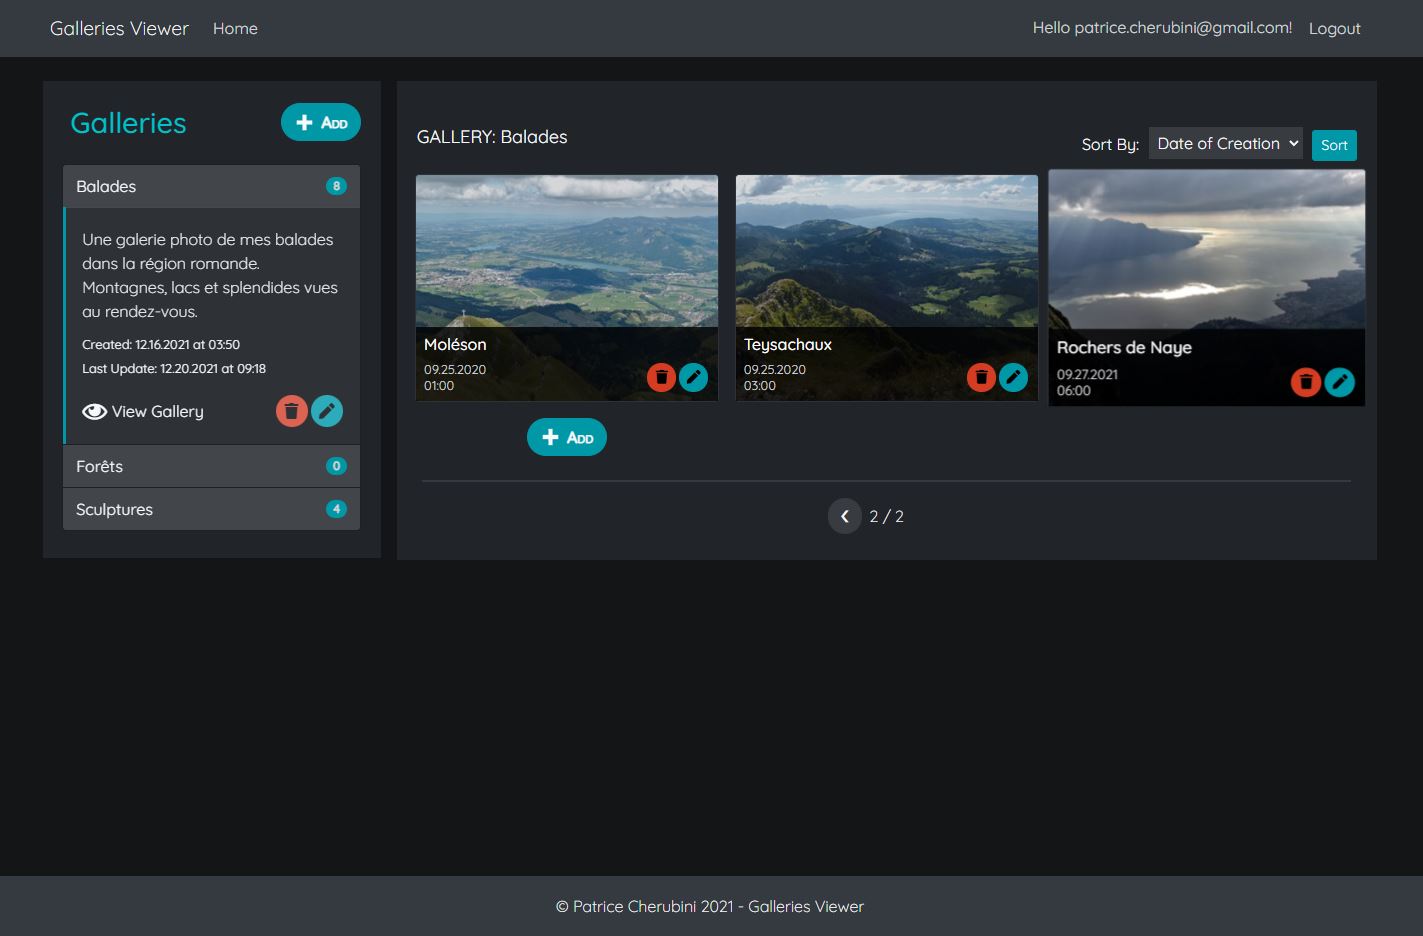 Galleries Viewer Home Hello patrice.cherubini@gmail.com! Logout
Galleries
Add
Balades 8
Une galerie photo de mes balades
dans la région romande.
Montagnes, lacs et splendides vues
au rendez-vous.
Created: 12.16.2021 at 03:50
Last Update: 12.20.2021 at 09:18
View Gallery
Forêts 0
Sculptures 4
GALLERY: Balades
Sort By: Date of Creation Sort
Moléson
09.25.2020
01:00
Teysachaux
09.25.2020
03:00
Rochers de Naye
09.27.2021
06:00
Add
2 / 2
© Patrice Cherubini 2021 - Galleries Viewer